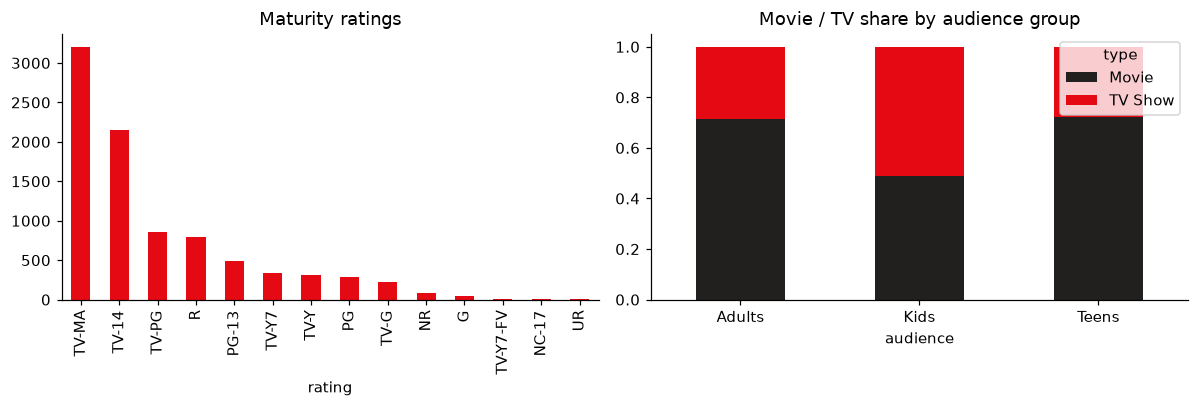 Maturity ratings
3000
2500
2000
1500
1000
500
0
TV-MA
TV-14
TV-PG
R
PG-13
TV-Y7
TV-Y
PG
TV-G
NR
G
TV-Y7-FV
NC-17
UR
rating
Movie / TV share by audience group
1.0
0.8
0.6
0.4
0.2
0.0
type
Movie
TV Show
Adults
Kids
Teens
audience